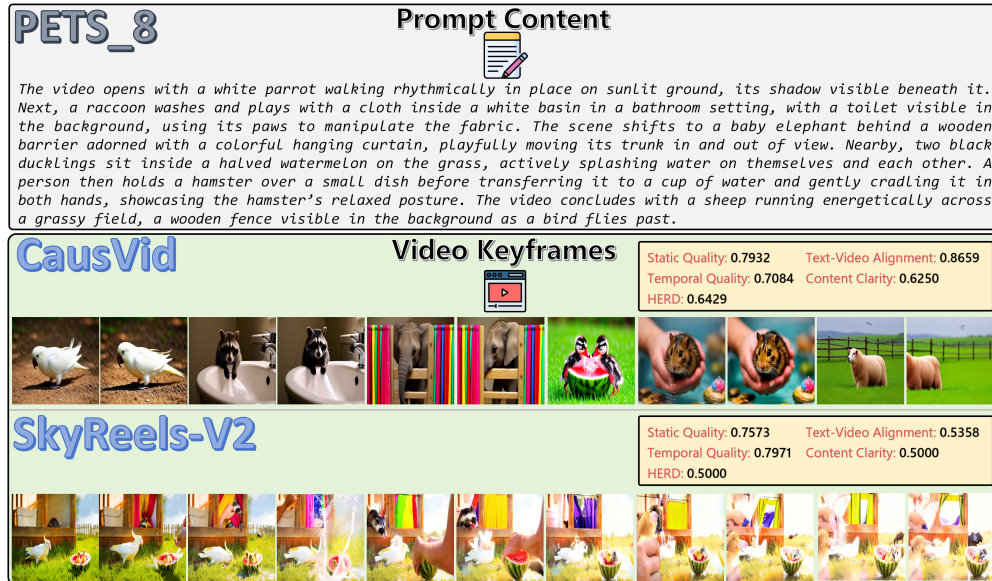 PETS_8
Prompt Content
The video opens with a white parrot walking rhythmically in place on sunlit ground, its shadow visible beneath it.
Next, a raccoon washes and plays with a cloth inside a white basin in a bathroom setting, with a toilet visible in
the background, using its paws to manipulate the fabric. The scene shifts to a baby elephant behind a wooden
barrier adorned with a colorful hanging curtain, playfully moving its trunk in and out of view. Nearby, two black
ducklings sit inside a halved watermelon on the grass, actively splashing water on themselves and each other. A
person then holds a hamster over a small dish before transferring it to a cup of water and gently cradling it in
both hands, showcasing the hamster's relaxed posture. The video concludes with a sheep running energetically across
a grassy field, a wooden fence visible in the background as a bird flies past.
CausVid
Video Keyframes
Static Quality: 0.7932 Text-Video Alignment: 0.8659
Temporal Quality: 0.7084 Content Clarity: 0.6250
HERD: 0.6429
SkyReels-V2
Static Quality: 0.7573 Text-Video Alignment: 0.5358
Temporal Quality: 0.7971 Content Clarity: 0.5000
HERD: 0.5000